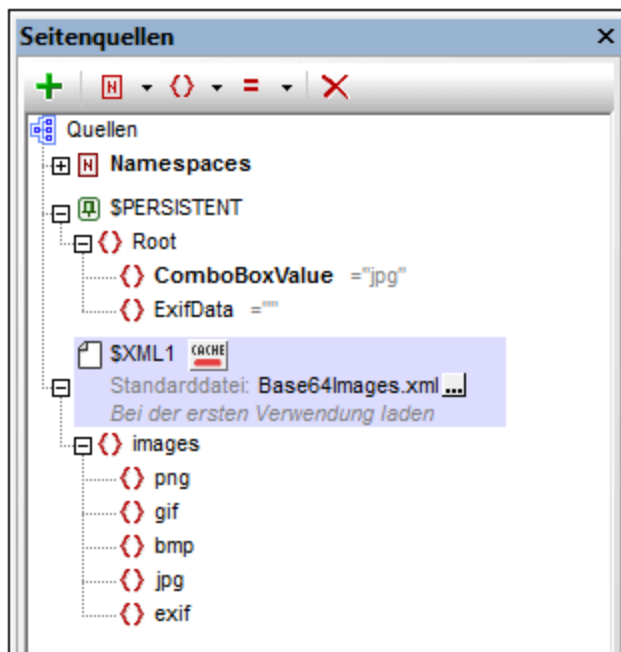 Seitenquellen
Quellen
Namespaces
$PERSISTENT
Root
ComboBoxValue ="jpg"
ExifData =""
$XML1 CACHE
Standarddatei: Base64Images.xml ...
Bei der ersten Verwendung laden
images
png
gif
bmp
jpg
exif